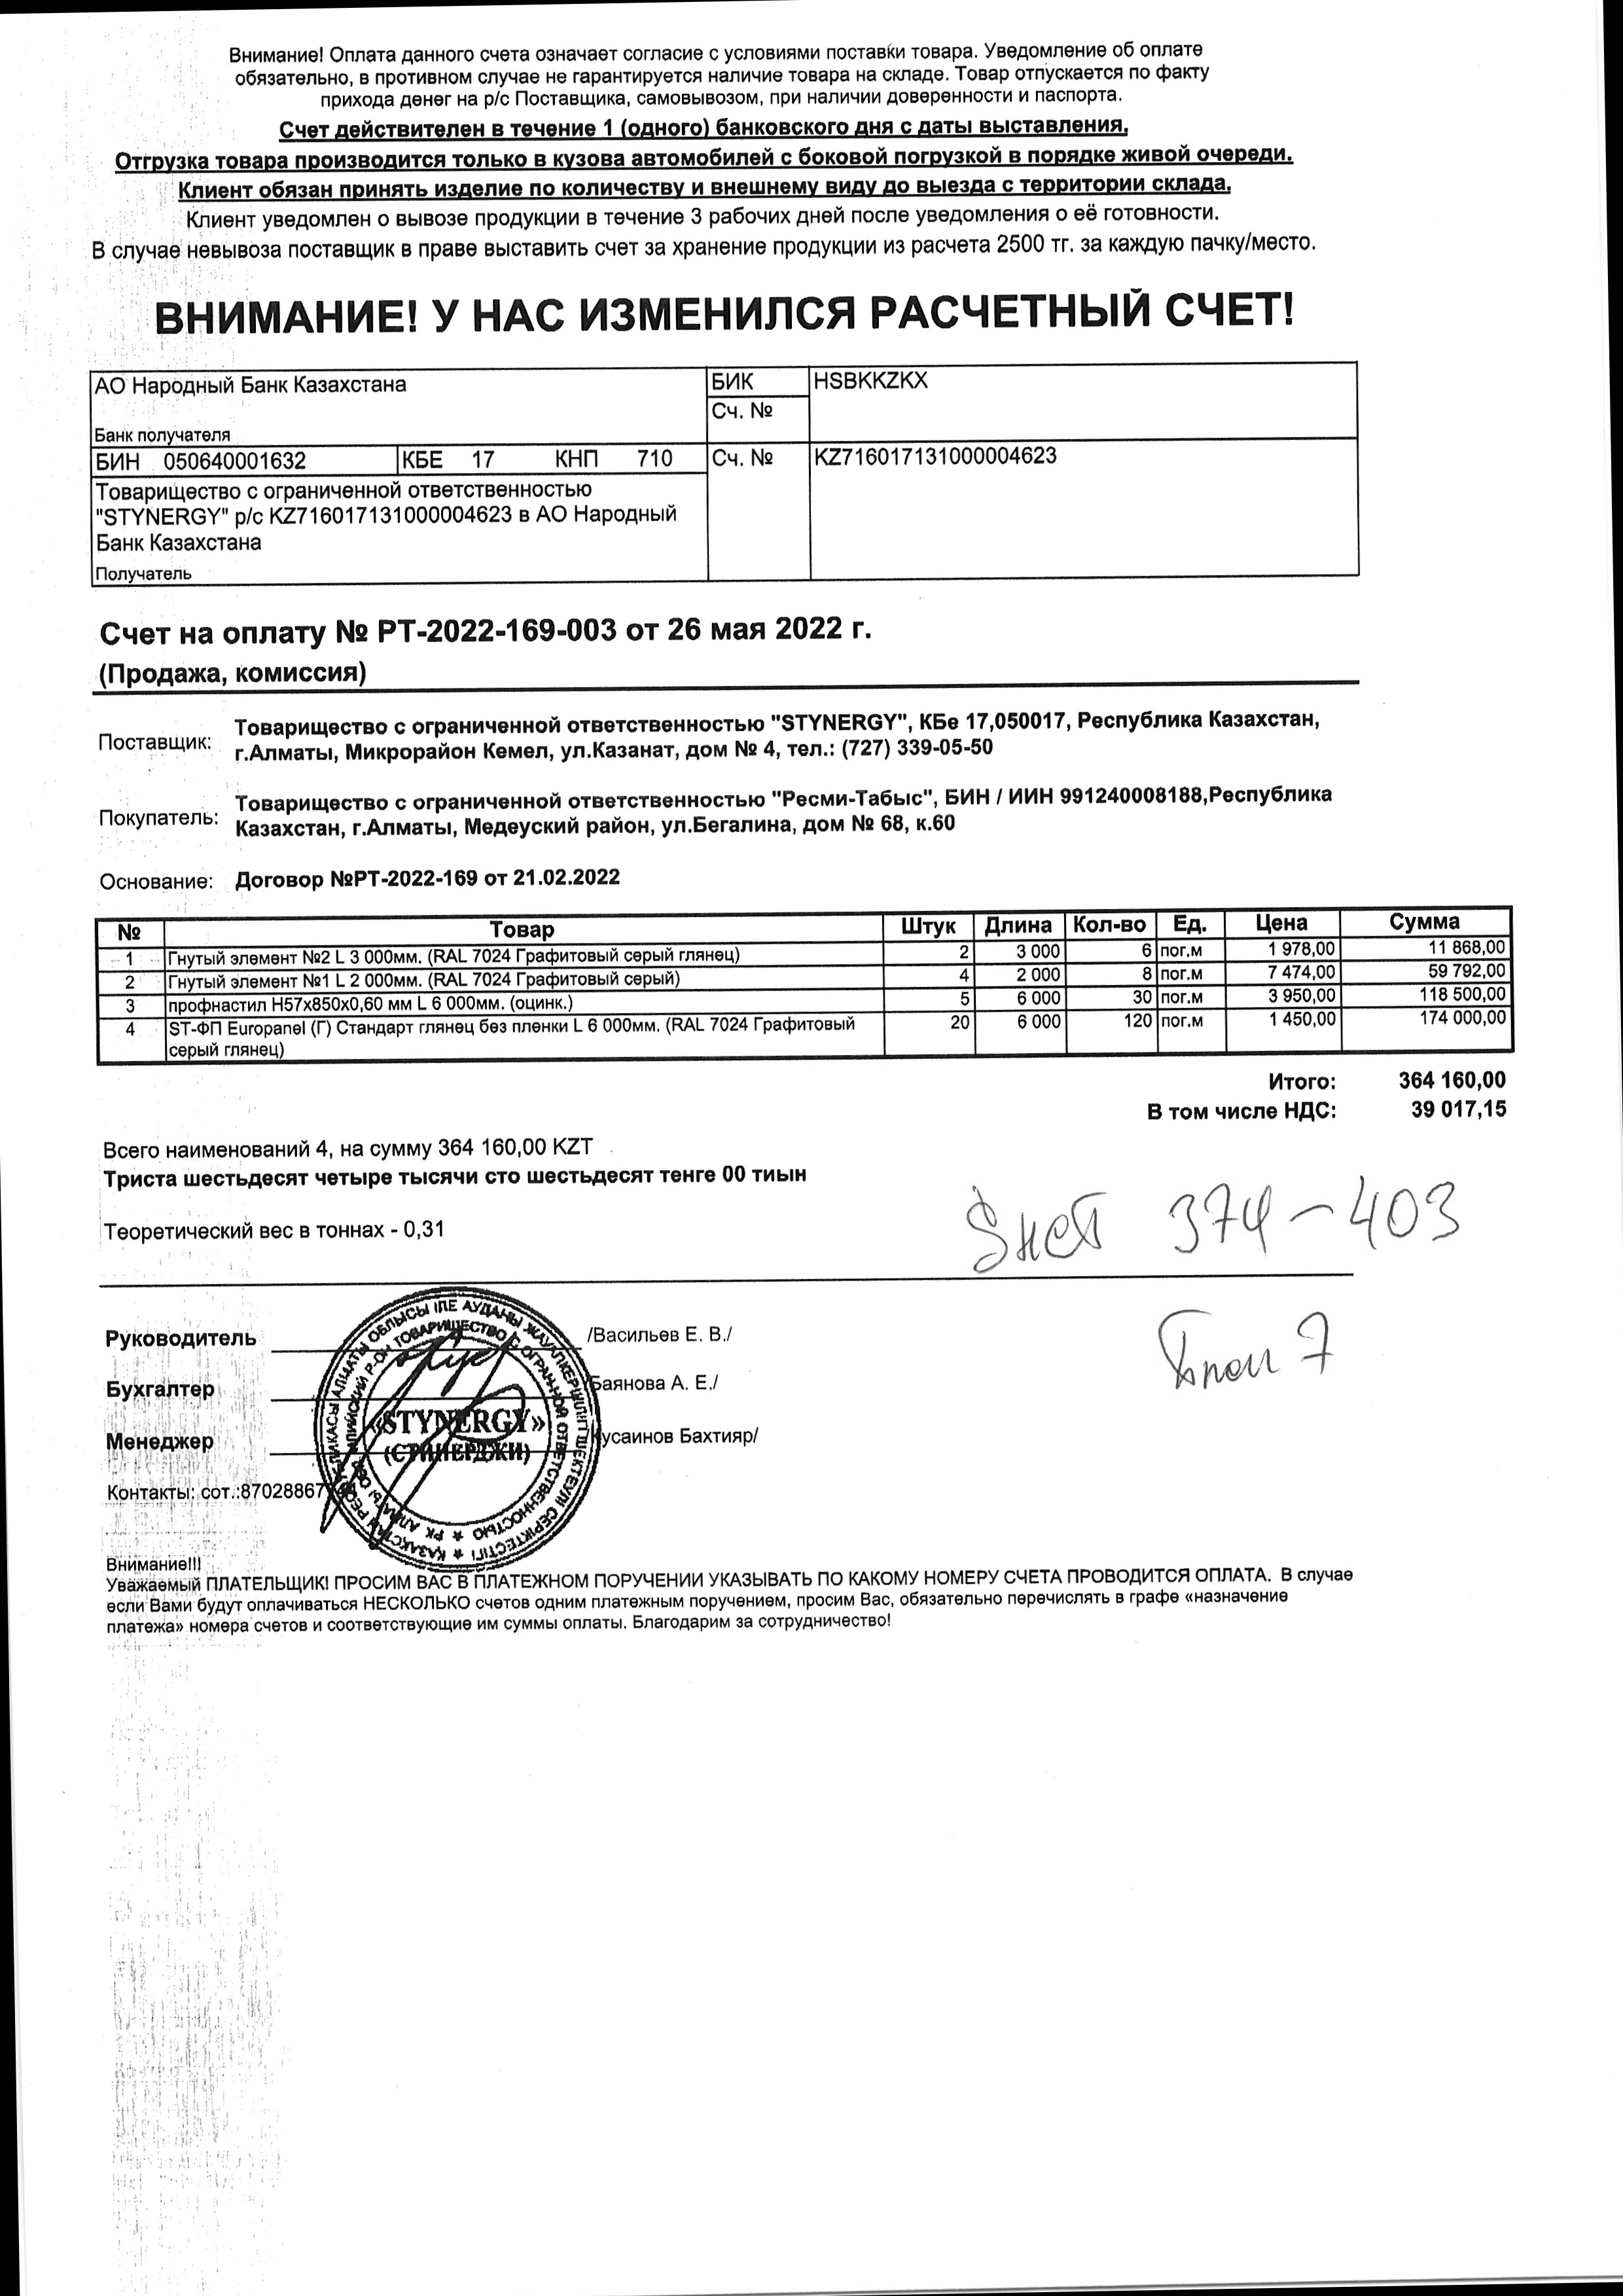 Внимание! Оплата данного счета означает согласие с условиями поставки товара. Уведомление об оплате
обязательно, в противном случае не гарантируется наличие товара на складе. Товар отпускается по факту
прихода денег на р/с Поставщика, самовывозом, при наличии доверенности и паспорта.
Счет действителен в течение 1 (одного) банковского дня с даты выставления.
Отгрузка товара производится только в кузова автомобилей с боковой погрузкой в порядке живой очереди.
Клиент обязан принять изделие по количеству и внешнему виду до выезда с территории склада.
Клиент уведомлен о вывозе продукции в течение 3 рабочих дней после уведомления о её готовности.
В случае невывоза поставщик в праве выставить счет за хранение продукции из расчета 2500 тг. за каждую пачку/место.
ВНИМАНИЕ! У НАС ИЗМЕНИЛСЯ РАСЧЕТНЫЙ СЧЕТ!
АО Народный Банк Казахстана БИК HSBKKZKX
Сч. №
Банк получателя
БИН 050640001632 КБЕ 17 КНП 710 Сч. № KZ716017131000004623
Товарищество с ограниченной ответственностью
"STYNERGY" р/с KZ716017131000004623 в АО Народный
Банк Казахстана
Получатель
Счет на оплату № РТ-2022-169-003 от 26 мая 2022 г.
(Продажа, комиссия)
Поставщик: Товарищество с ограниченной ответственностью "STYNERGY", КБе 17,050017, Республика Казахстан,
г.Алматы, Микрорайон Кемел, ул.Казанат, дом № 4, тел.: (727) 339-05-50
Покупатель: Товарищество с ограниченной ответственностью "Ресми-Табыс", БИН / ИИН 991240008188,Республика
Казахстан, г.Алматы, Медеуский район, ул.Бегалина, дом № 68, к.60
Основание: Договор №РТ-2022-169 от 21.02.2022
№ Товар Штук Длина Кол-во Ед. Цена Сумма
1 Гнутый элемент №2 L 3 000мм. (RAL 7024 Графитовый серый глянец) 2 3 000 6 пог.м 1 978,00 11 868,00
2 Гнутый элемент №1 L 2 000мм. (RAL 7024 Графитовый серый) 4 2 000 8 пог.м 7 474,00 59 792,00
3 профнастил Н57х850х0,60 мм L 6 000мм. (оцинк.) 5 6 000 30 пог.м 3 950,00 118 500,00
4 ST-ФП Europanel (Г) Стандарт глянец без пленки L 6 000мм. (RAL 7024 Графитовый 20 6 000 120 пог.м 1 450,00 174 000,00
серый глянец)
Итого: 364 160,00
В том числе НДС: 39 017,15
Всего наименований 4, на сумму 364 160,00 KZT
Триста шестьдесят четыре тысячи сто шестьдесят тенге 00 тиын
Теоретический вес в тоннах - 0,31
374-403
7
Руководитель /Васильев Е. В./
Бухгалтер Баянова А. Е./
Менеджер Кусаинов Бахтияр/
Контакты: сот.:87028867
«STYNERGY»
(СТИНЕРДЖИ)
Внимание!!!
Уважаемый ПЛАТЕЛЬЩИК! ПРОСИМ ВАС В ПЛАТЕЖНОМ ПОРУЧЕНИИ УКАЗЫВАТЬ ПО КАКОМУ НОМЕРУ СЧЕТА ПРОВОДИТСЯ ОПЛАТА. В случае
если Вами будут оплачиваться НЕСКОЛЬКО счетов одним платежным поручением, просим Вас, обязательно перечислять в графе «назначение
платежа» номера счетов и соответствующие им суммы оплаты. Благодарим за сотрудничество!